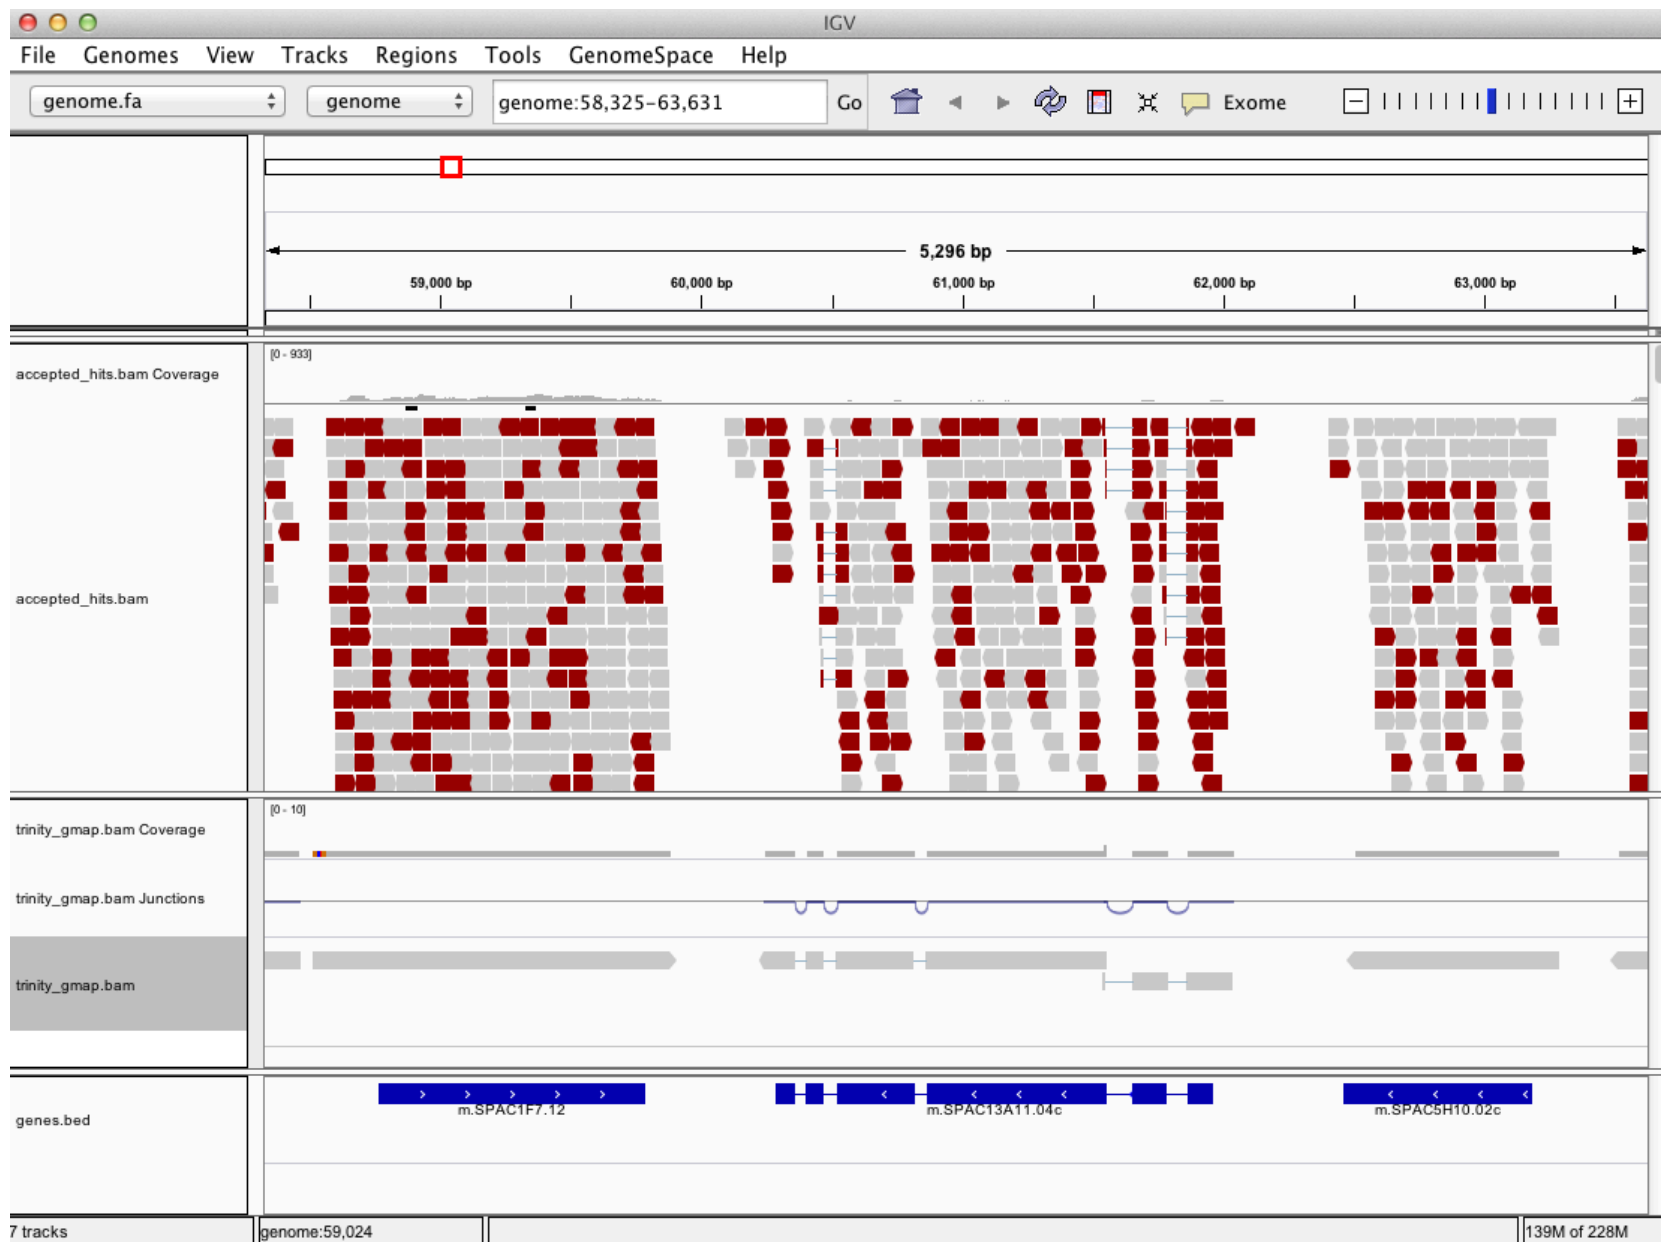 IGV
File Genomes View Tracks Regions Tools GenomeSpace Help
genome.fa genome genome:58,325-63,631 Go Exome
5,296 bp
59,000 bp 60,000 bp 61,000 bp 62,000 bp 63,000 bp
[0 - 933]
accepted_hits.bam Coverage
accepted_hits.bam
[0 - 10]
trinity_gmap.bam Coverage
trinity_gmap.bam Junctions
trinity_gmap.bam
m.SPAC1F7.12 m.SPAC13A11.04c m.SPAC5H10.02c
genes.bed
7 tracks genome:59,024 139M of 228M